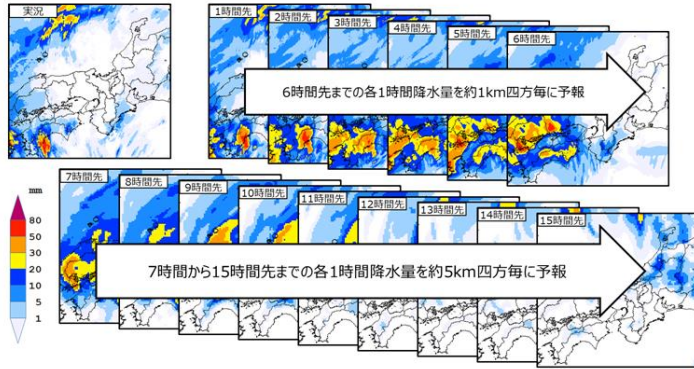 実況
1時間先
2時間先
3時間先
4時間先
5時間先
6時間先
6時間先までの各1時間降水量を約1km四方毎に予報
7時間先
8時間先
9時間先
10時間先
11時間先
12時間先
13時間先
14時間先
15時間先
7時間から15時間先までの各1時間降水量を約5km四方毎に予報
mm
80
50
30
20
10
5
1